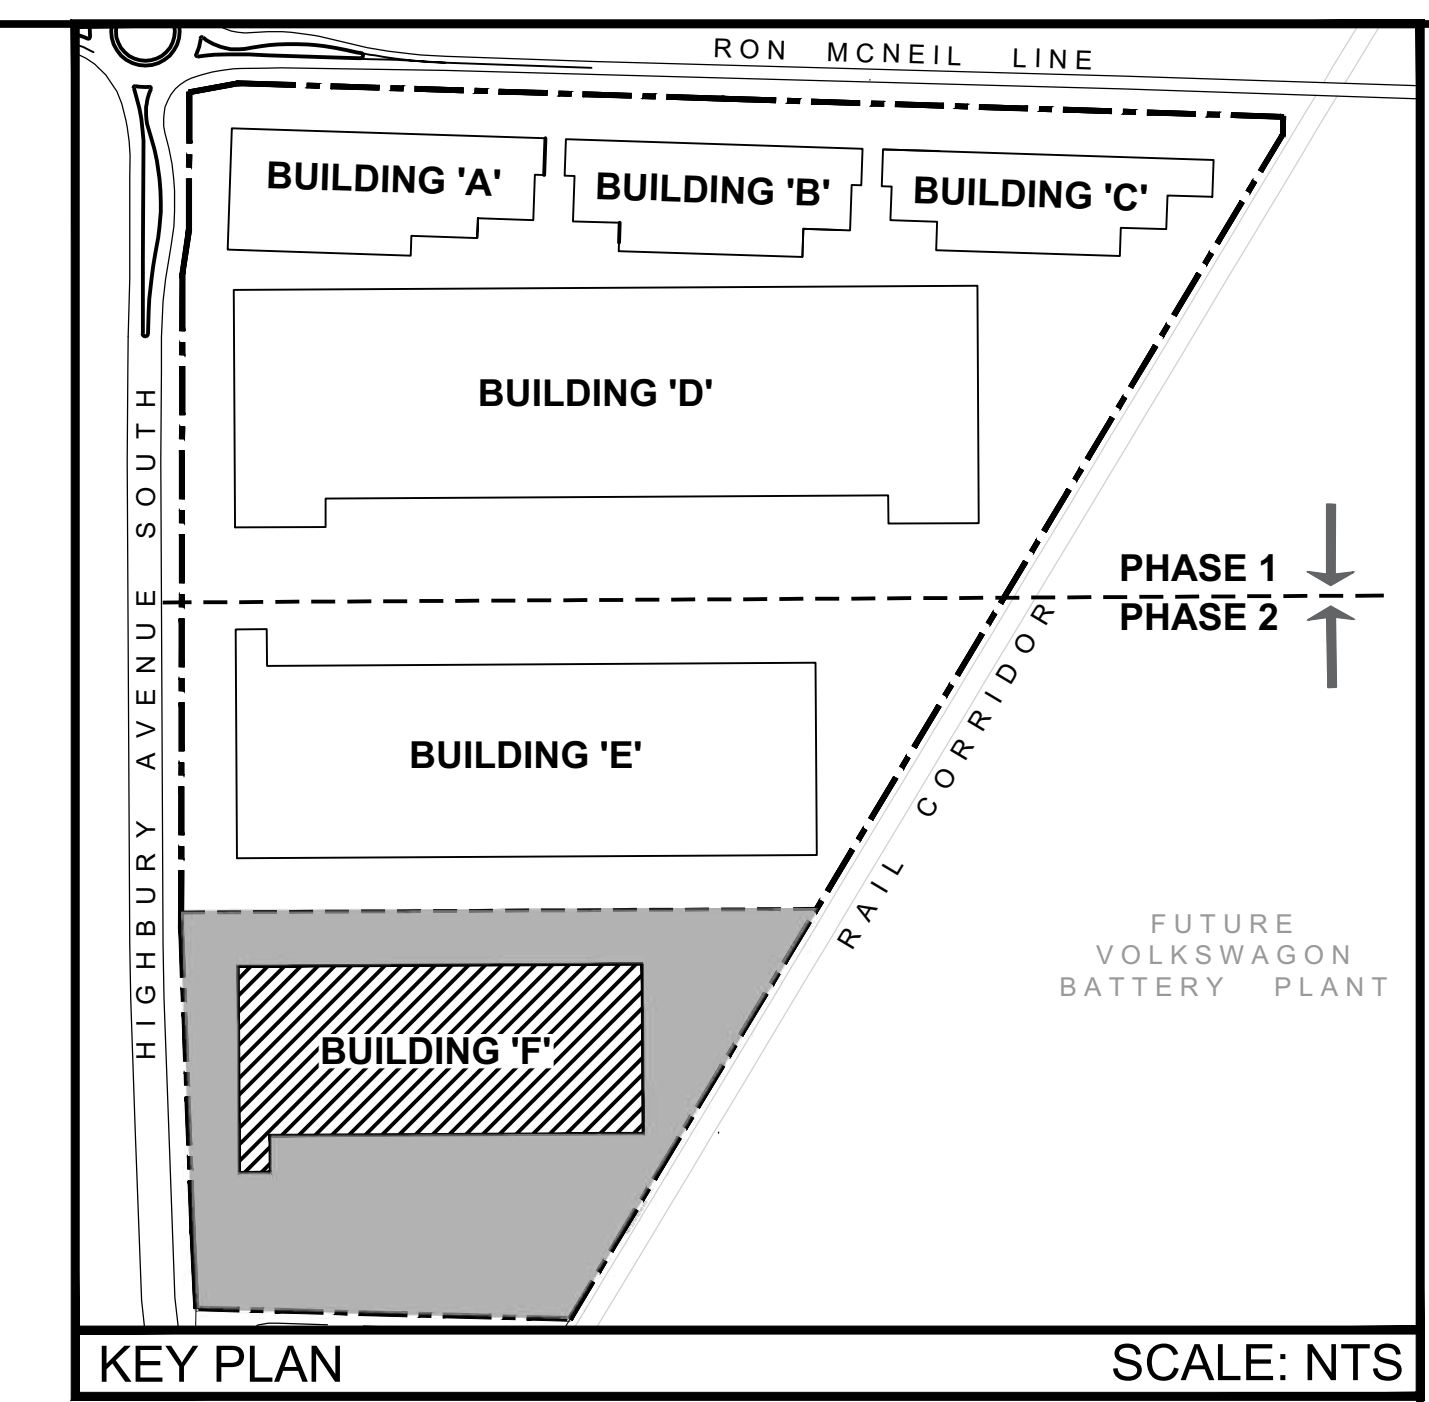 RON MCNEIL LINE
BUILDING 'A'
BUILDING 'B'
BUILDING 'C'
BUILDING 'D'
HIGHBURY AVENUE SOUTH
PHASE 1
PHASE 2
RAIL CORRIDOR
BUILDING 'E'
FUTURE
VOLKSWAGON
BATTERY PLANT
BUILDING 'F'
KEY PLAN
SCALE: NTS